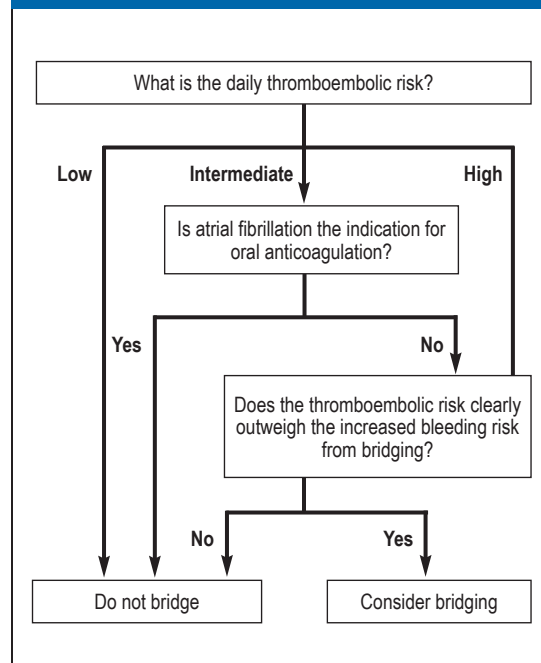 What is the daily thromboembolic risk?
Low
Intermediate
High
Is atrial fibrillation the indication for
oral anticoagulation?
Yes
No
Does the thromboembolic risk clearly
outweigh the increased bleeding risk
from bridging?
No
Yes
Do not bridge
Consider bridging